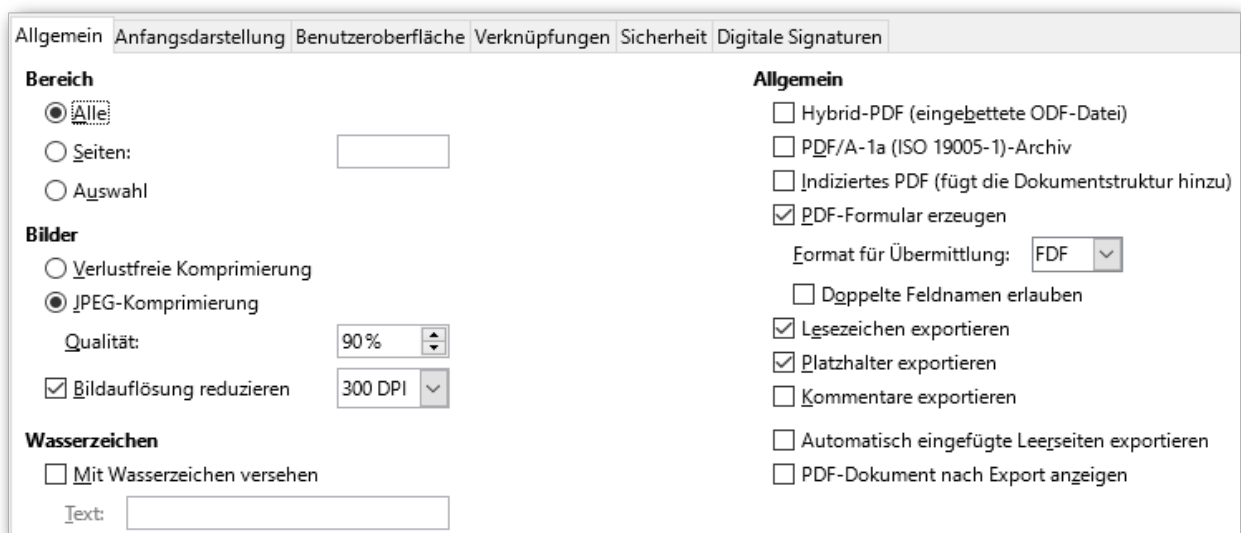 Allgemein Anfangsdarstellung Benutzeroberfläche Verknüpfungen Sicherheit Digitale Signaturen
Bereich
Alle
Seiten:
Auswahl
Bilder
Verlustfreie Komprimierung
JPEG-Komprimierung
Qualität: 90 %
Bildauflösung reduzieren 300 DPI
Wasserzeichen
Mit Wasserzeichen versehen
Text:
Allgemein
Hybrid-PDF (eingebettete ODF-Datei)
PDF/A-1a (ISO 19005-1)-Archiv
Indiziertes PDF (fügt die Dokumentstruktur hinzu)
PDF-Formular erzeugen
Format für Übermittlung: FDF
Doppelte Feldnamen erlauben
Lesezeichen exportieren
Platzhalter exportieren
Kommentare exportieren
Automatisch eingefügte Leerseiten exportieren
PDF-Dokument nach Export anzeigen